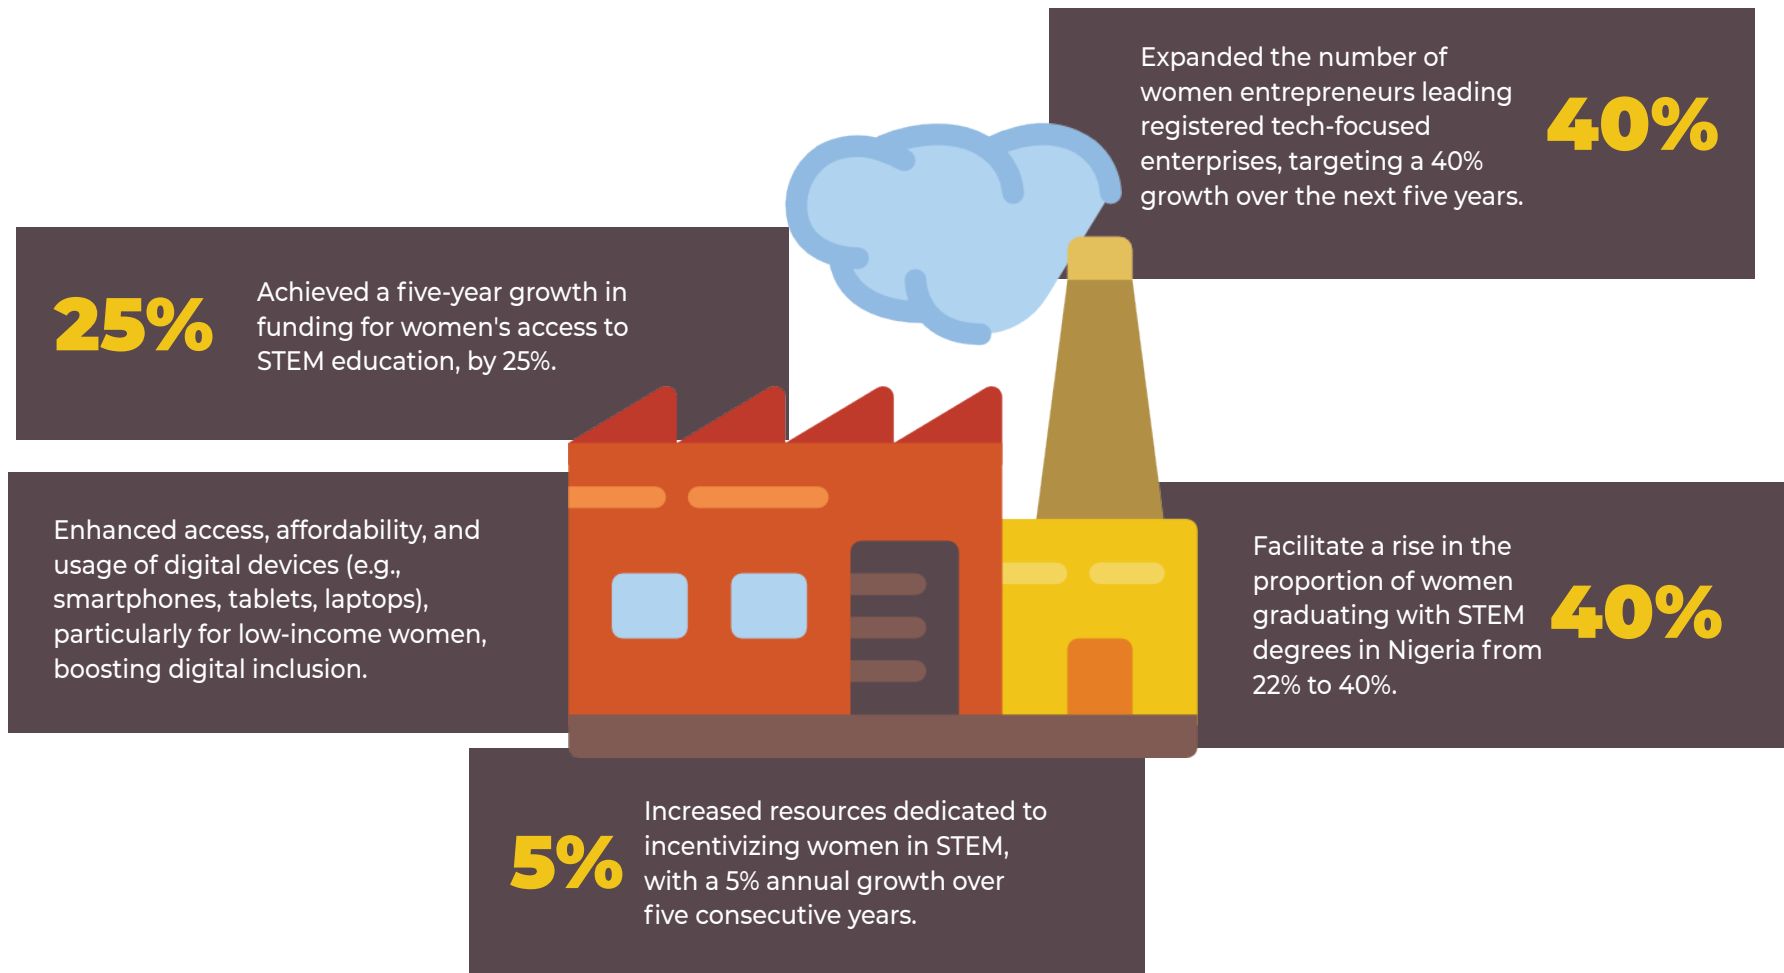 Expanded the number of
women entrepreneurs leading
registered tech-focused
enterprises, targeting a 40%
growth over the next five years.
40%
25%
Achieved a five-year growth in
funding for women's access to
STEM education, by 25%.
Enhanced access, affordability, and
usage of digital devices (e.g.,
smartphones, tablets, laptops),
particularly for low-income women,
boosting digital inclusion.
Facilitate a rise in the
proportion of women
graduating with STEM
degrees in Nigeria from
22% to 40%.
40%
5%
Increased resources dedicated to
incentivizing women in STEM,
with a 5% annual growth over
five consecutive years.